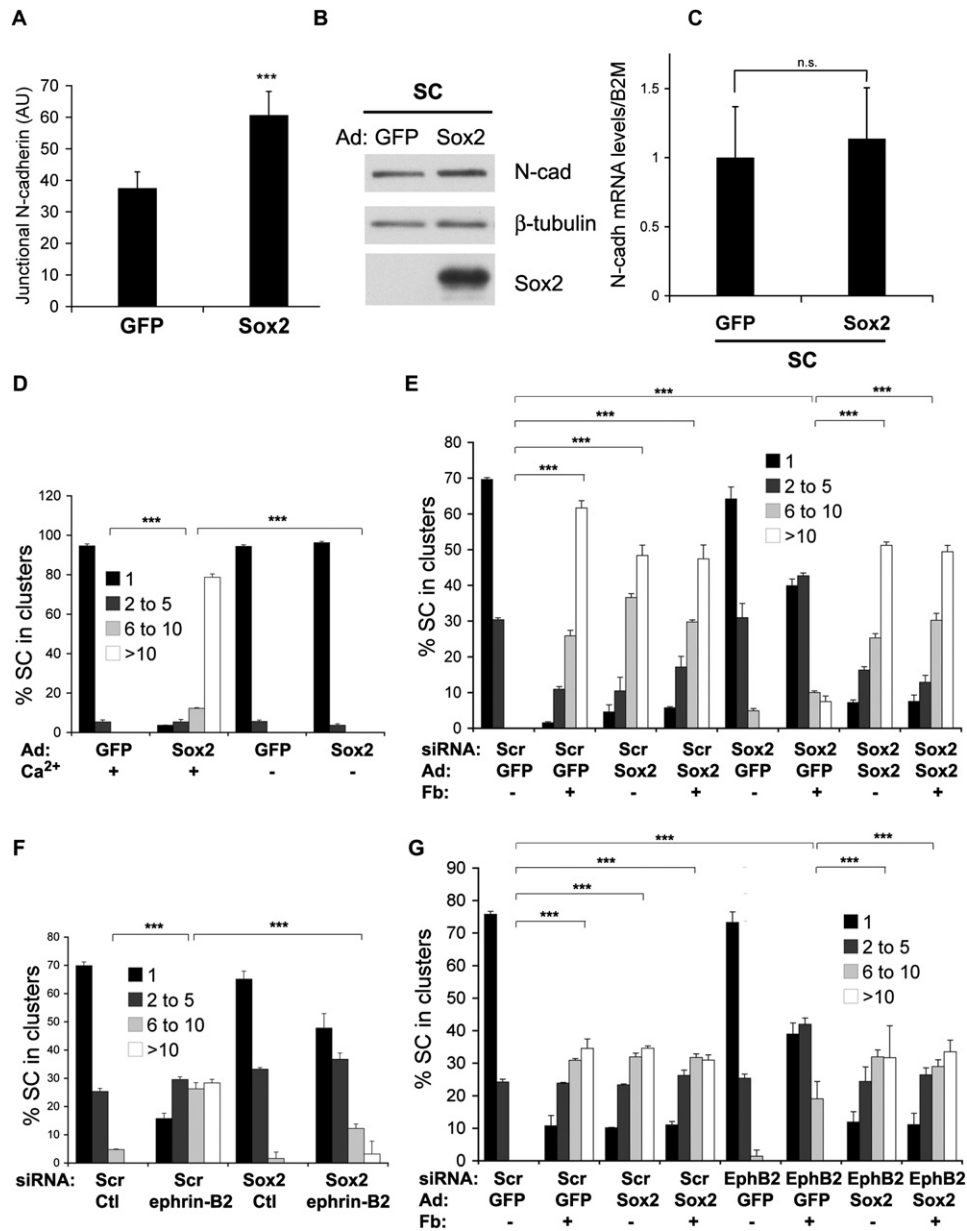 A
Junctional N-cadherin (AU)
70
60
50
40
30
20
10
0
***
GFP Sox2
B
SC
Ad: GFP Sox2
N-cad
β-tubulin
Sox2
C
N-cadh mRNA levels/B2M
1.5
1
0.5
0
n.s.
GFP Sox2
SC
D
% SC in clusters
120
100
80
60
40
20
0
*** ***
1
2 to 5
6 to 10
>10
Ad: GFP Sox2 GFP Sox2
Ca2+ + + - -
E
% SC in clusters
80
70
60
50
40
30
20
10
0
*** ***
*** ***
***
***
1
2 to 5
6 to 10
>10
siRNA: Scr Scr Scr Scr Sox2 Sox2 Sox2 Sox2
Ad: GFP GFP Sox2 Sox2 GFP GFP Sox2 Sox2
Fb: - + - + - + - +
F
% SC in clusters
80
70
60
50
40
30
20
10
0
*** ***
1
2 to 5
6 to 10
>10
siRNA: Scr Scr Sox2 Sox2
Ctl ephrin-B2 Ctl ephrin-B2
G
% SC in clusters
90
80
70
60
50
40
30
20
10
0
*** ***
*** ***
***
***
1
2 to 5
6 to 10
>10
siRNA: Scr Scr Scr Scr EphB2 EphB2 EphB2 EphB2
Ad: GFP GFP Sox2 Sox2 GFP GFP Sox2 Sox2
Fb: - + - + - + - +